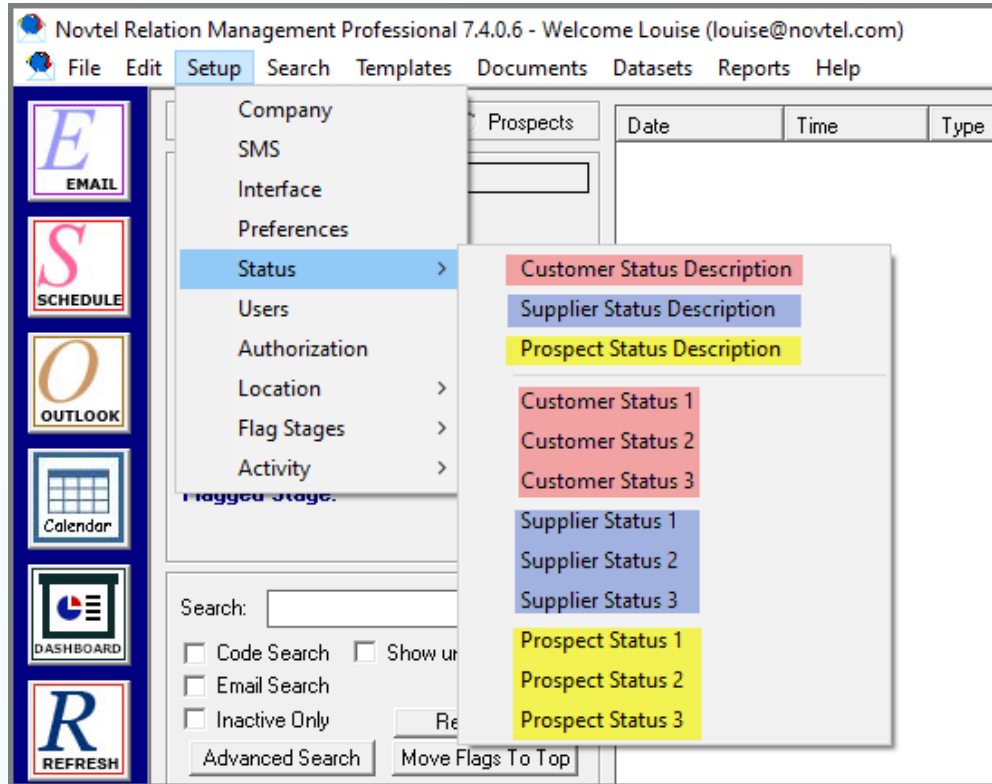 Novtel Relation Management Professional 7.4.0.6 - Welcome Louise (louise@novtel.com)
File Edit Setup Search Templates Documents Datasets Reports Help
E
EMAIL
S
SCHEDULE
O
OUTLOOK
Calendar
DASHBOARD
R
REFRESH
Company
SMS
Interface
Preferences
Status >
Users
Authorization
Location >
Flag Stages >
Activity >
Prospects
Date Time Type
Customer Status Description
Supplier Status Description
Prospect Status Description
Customer Status 1
Customer Status 2
Customer Status 3
Supplier Status 1
Supplier Status 2
Supplier Status 3
Prospect Status 1
Prospect Status 2
Prospect Status 3
Flagged Stage:
Search:
Code Search Show
Email Search
Inactive Only
Advanced Search Move Flags To Top